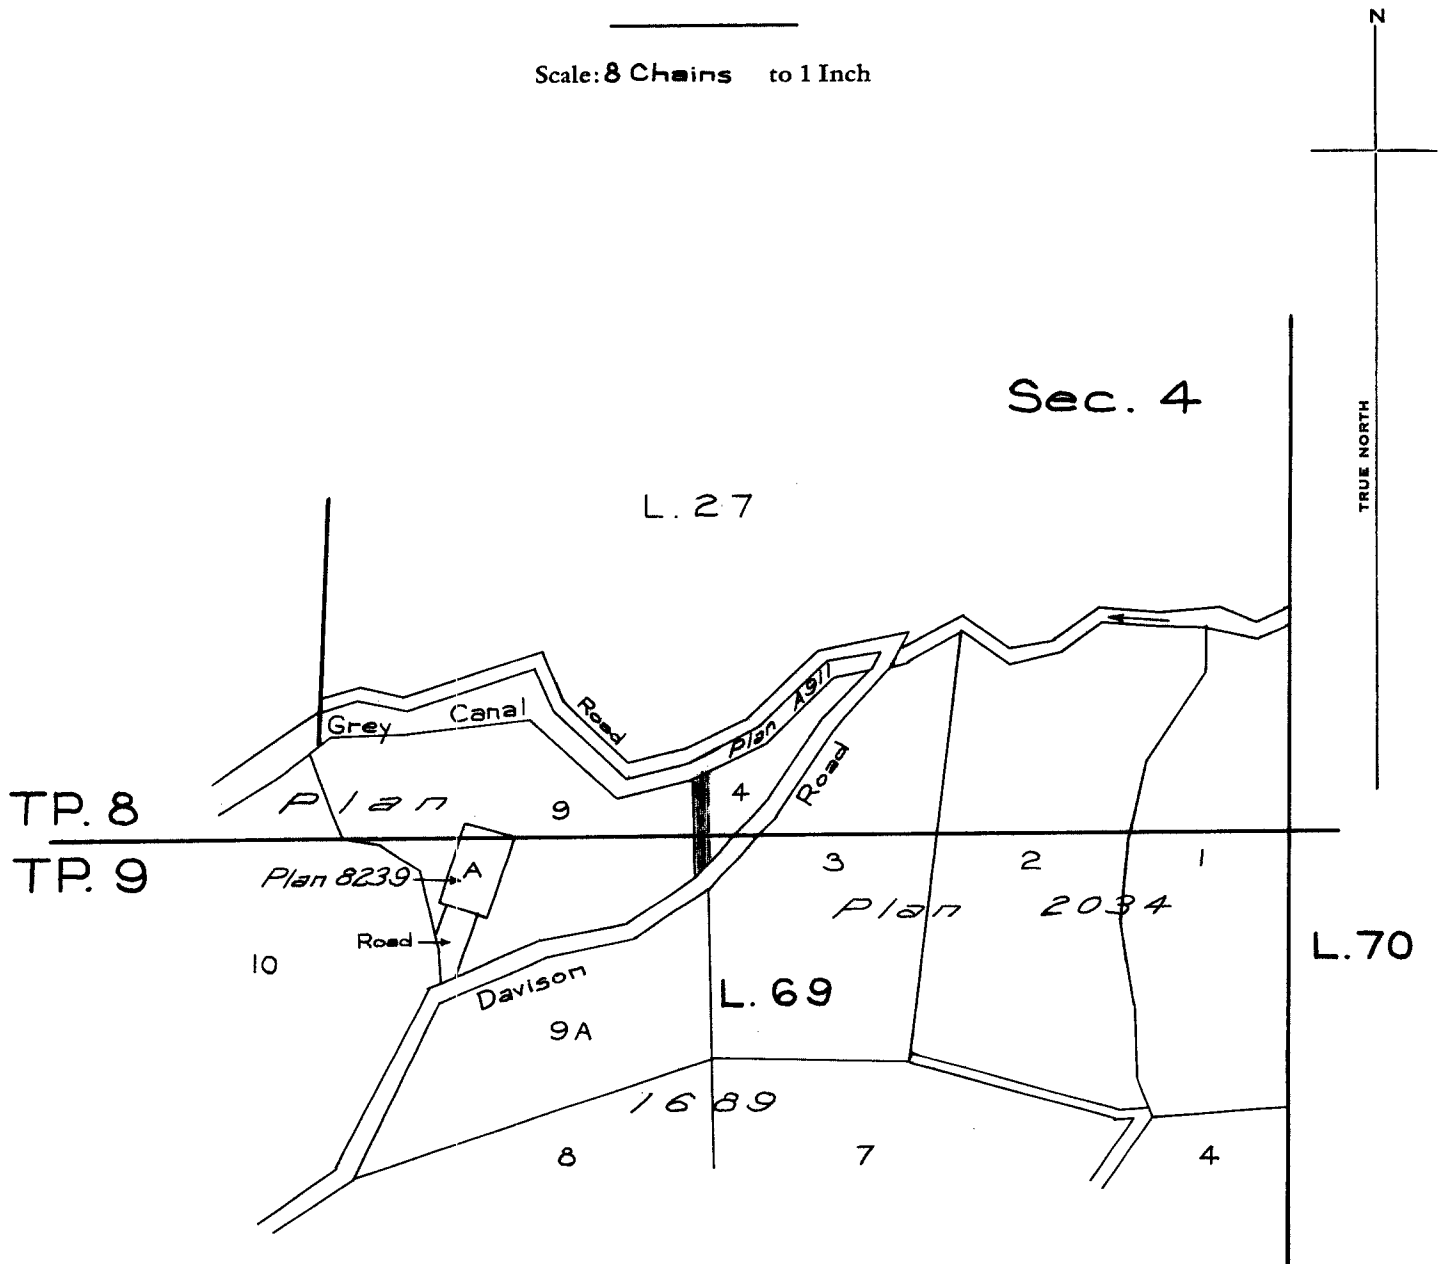 N
Scale: 8 Chains to 1 Inch
Sec. 4
TRUE NORTH
L. 27
Grey Canal
Road
Plan A911
Road
TP. 8
Plan
9
4
TP. 9
Plan 8239
A
3
2
1
Plan 2034
Road
10
L. 70
Davison
L. 69
9A
1689
8
7
4